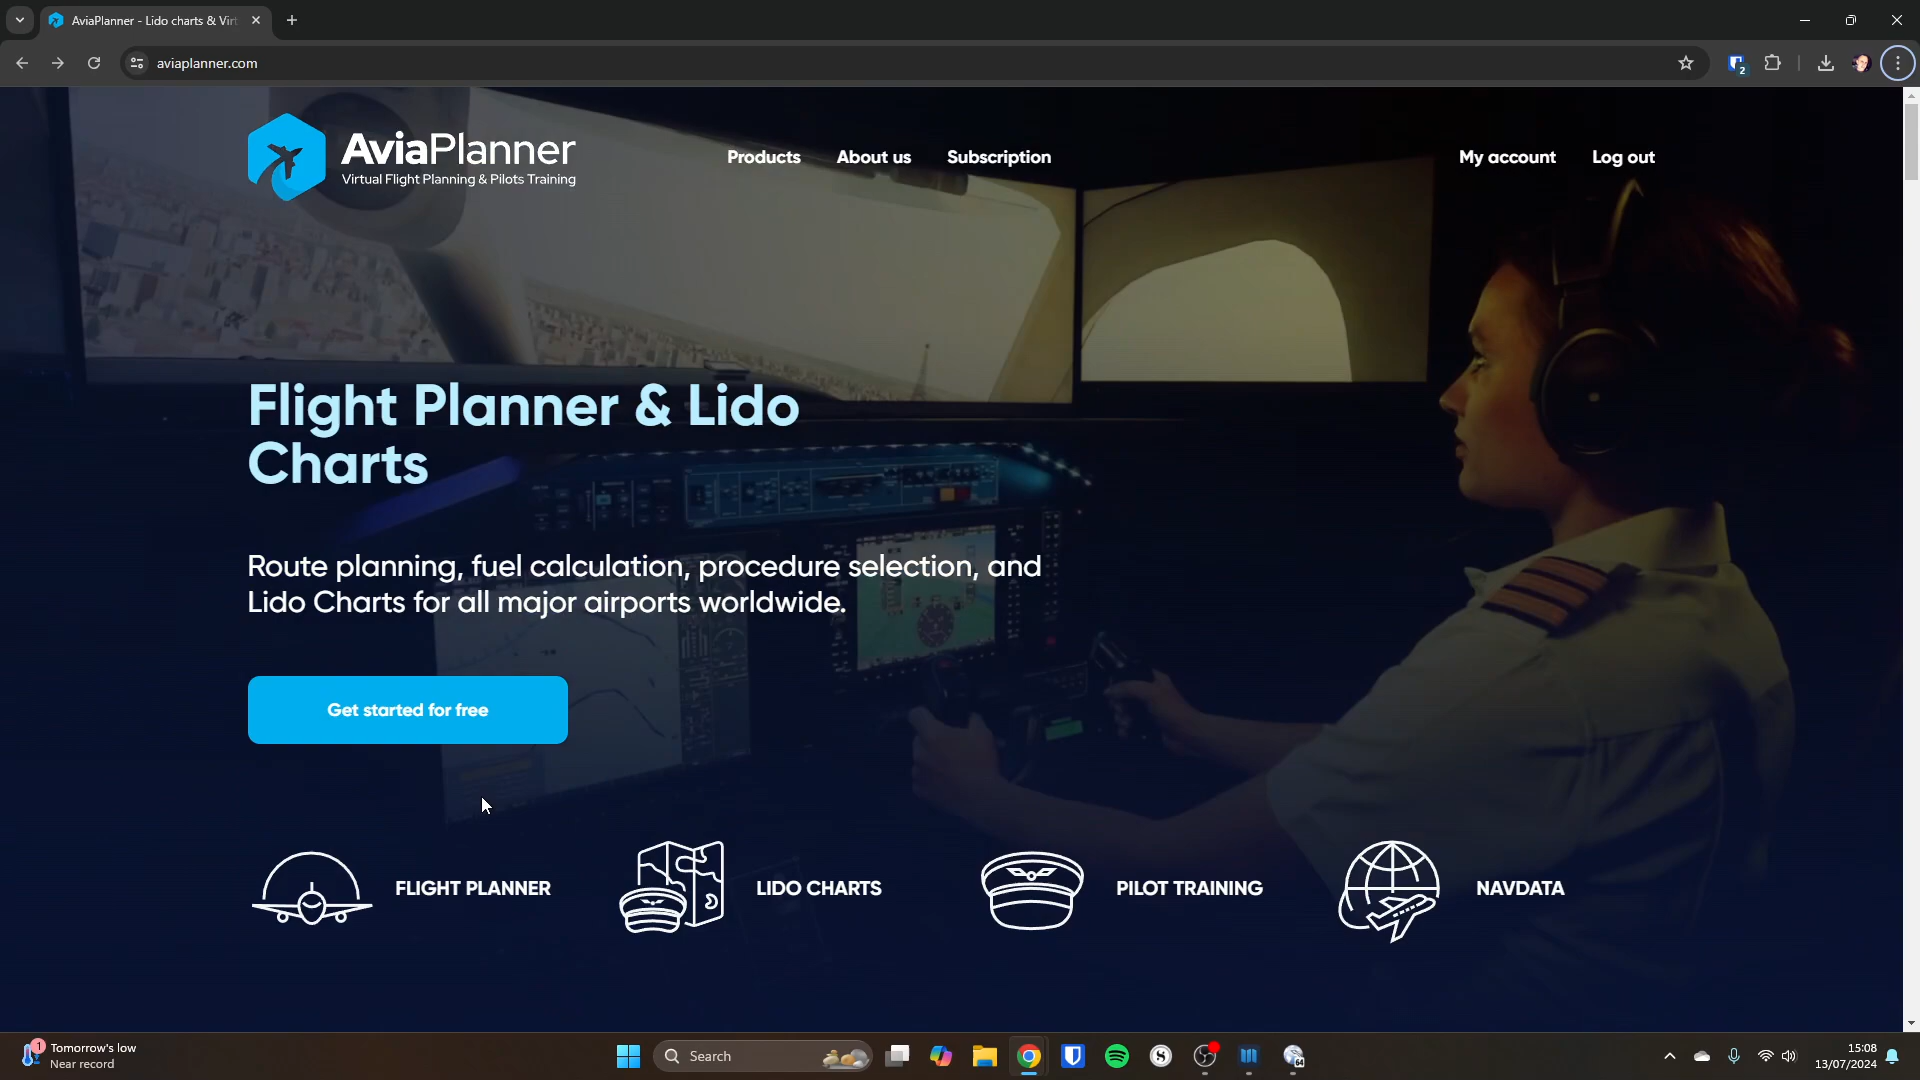 AviaPlanner - Lido charts & Virt
aviaplanner.com
2
AviaPlanner
Virtual Flight Planning & Pilots Training
Products
About us
Subscription
My account
Log out
Flight Planner & Lido
Charts
Route planning, fuel calculation, procedure selection, and
Lido Charts for all major airports worldwide.
Get started for free
FLIGHT PLANNER
LIDO CHARTS
PILOT TRAINING
NAVDATA
1
Tomorrow's low
Near record
Search
S
64
15:08
13/07/2024